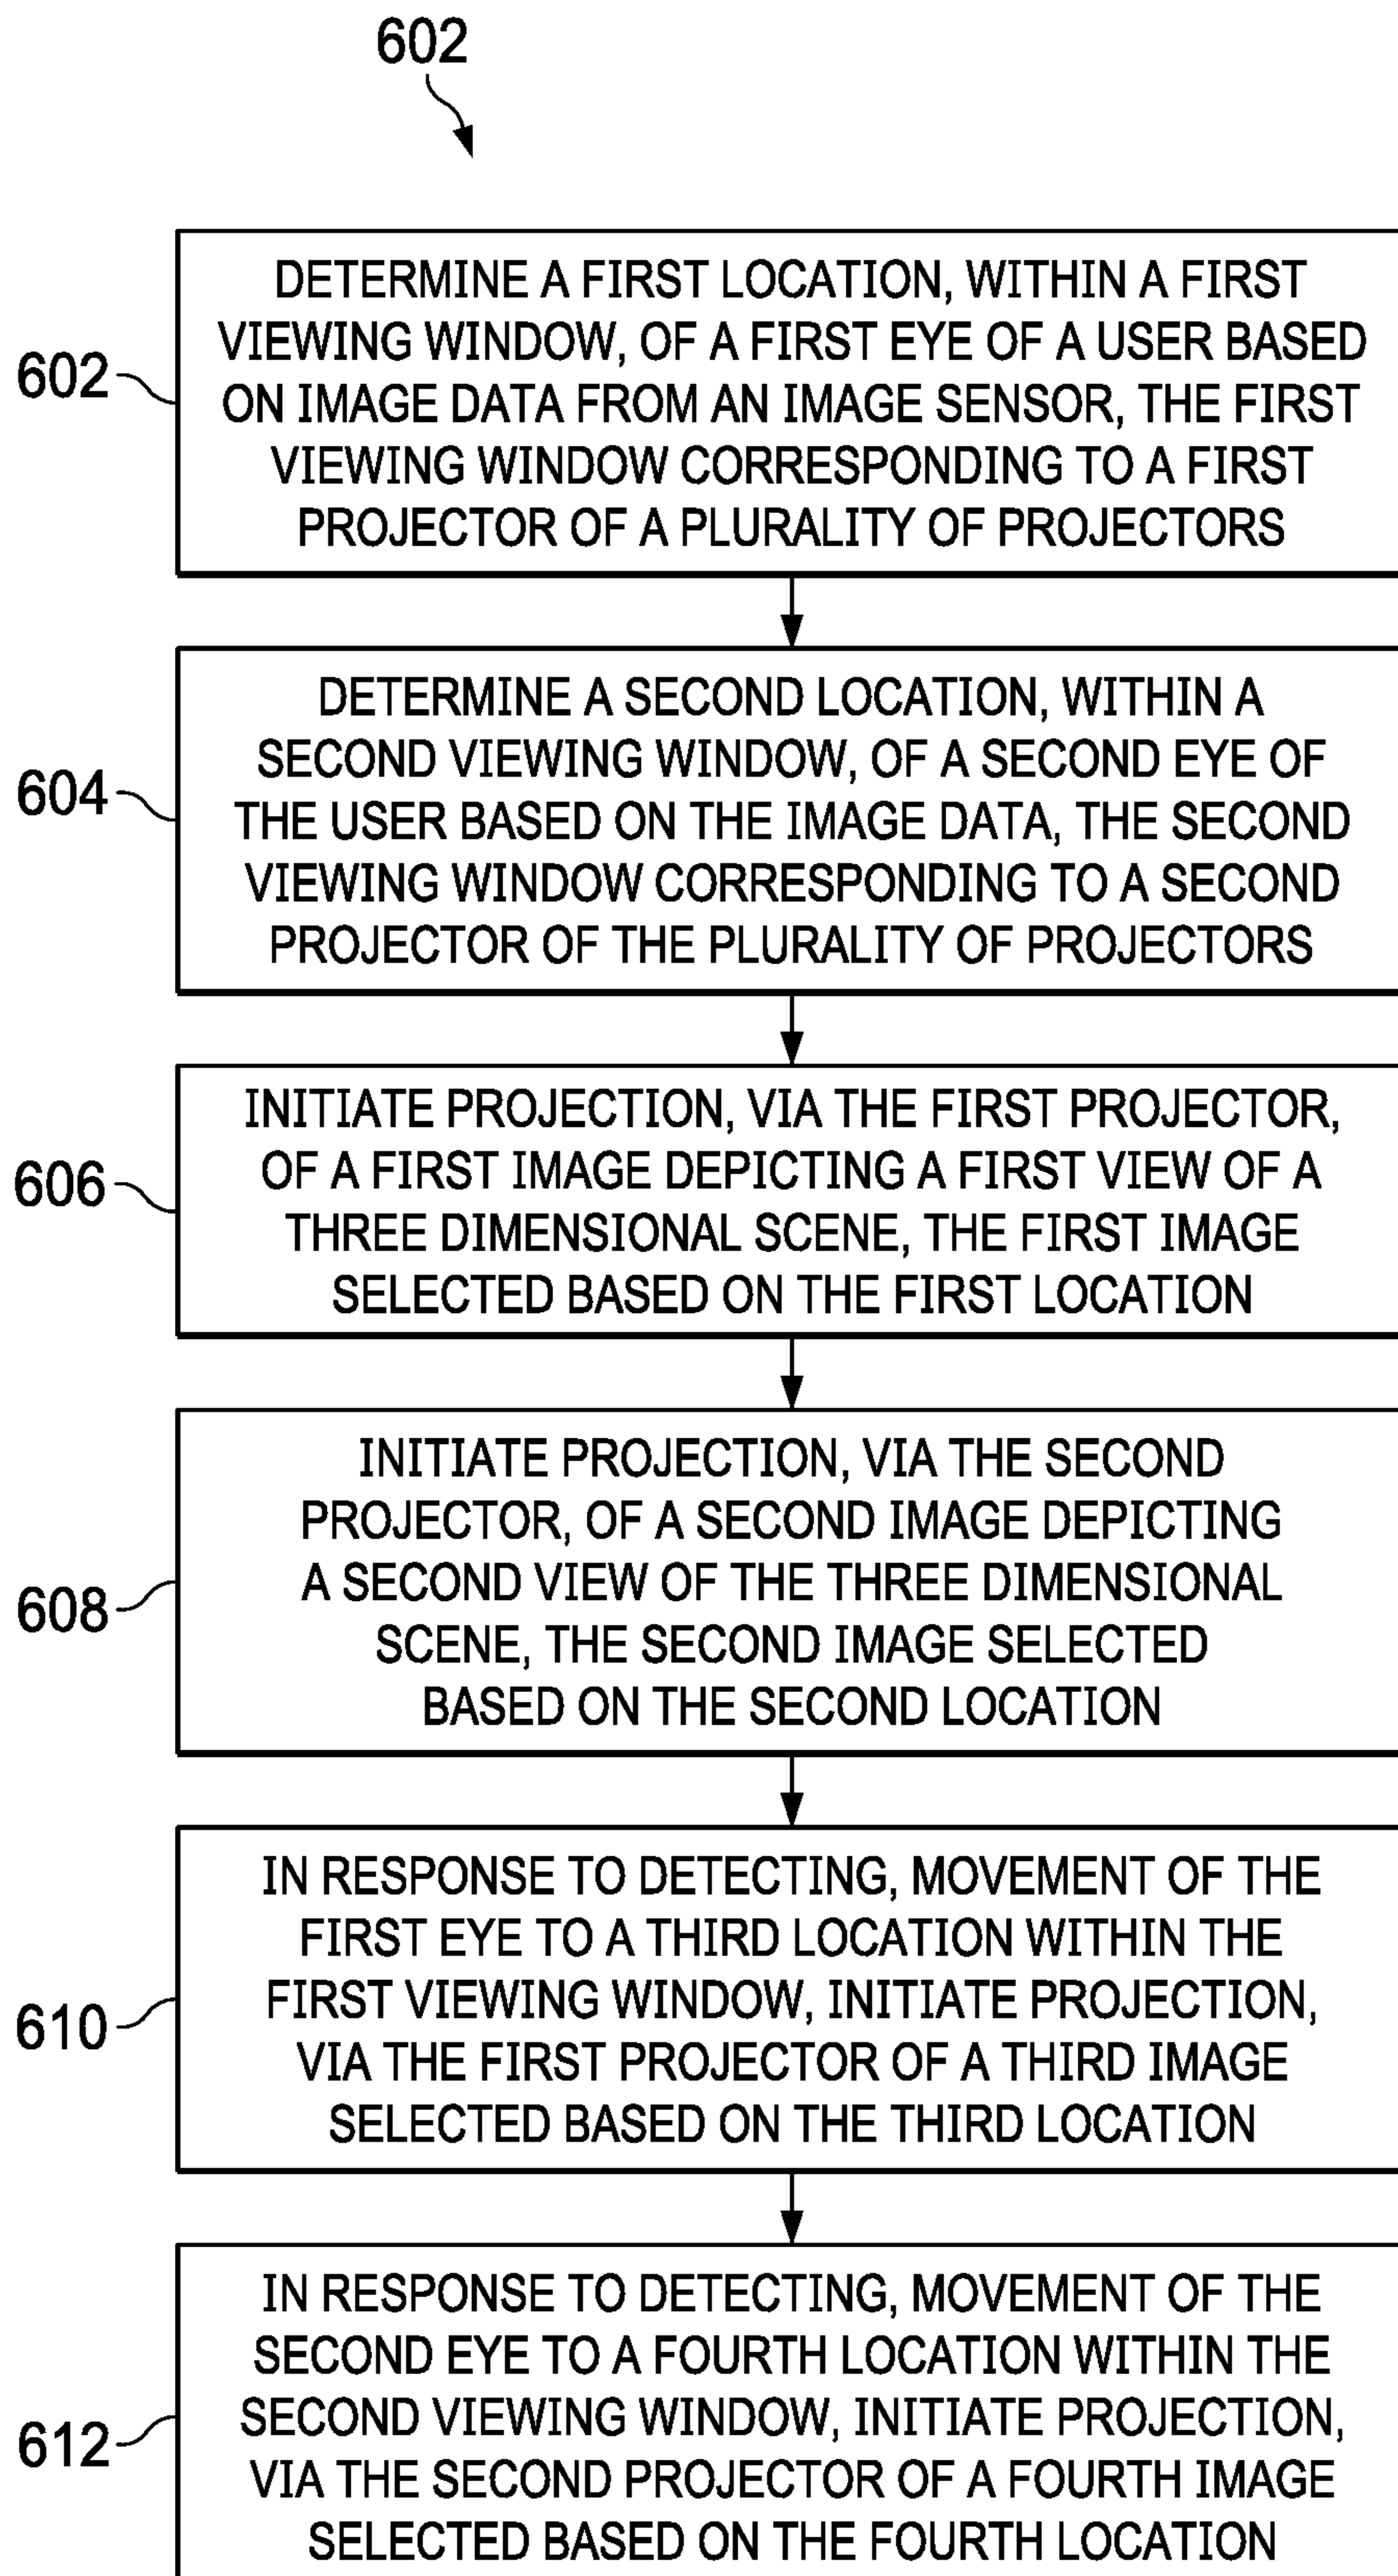 602
DETERMINE A FIRST LOCATION, WITHIN A FIRST
VIEWING WINDOW, OF A FIRST EYE OF A USER BASED
602
ON IMAGE DATA FROM AN IMAGE SENSOR, THE FIRST
VIEWING WINDOW CORRESPONDING TO A FIRST
PROJECTOR OF A PLURALITY OF PROJECTORS
DETERMINE A SECOND LOCATION, WITHIN A
SECOND VIEWING WINDOW, OF A SECOND EYE OF
604
THE USER BASED ON THE IMAGE DATA, THE SECOND
VIEWING WINDOW CORRESPONDING TO A SECOND
PROJECTOR OF THE PLURALITY OF PROJECTORS
INITIATE PROJECTION, VIA THE FIRST PROJECTOR,
OF A FIRST IMAGE DEPICTING A FIRST VIEW OF A
606
THREE DIMENSIONAL SCENE, THE FIRST IMAGE
SELECTED BASED ON THE FIRST LOCATION
INITIATE PROJECTION, VIA THE SECOND
PROJECTOR, OF A SECOND IMAGE DEPICTING
A SECOND VIEW OF THE THREE DIMENSIONAL
608
SCENE, THE SECOND IMAGE SELECTED
BASED ON THE SECOND LOCATION
IN RESPONSE TO DETECTING, MOVEMENT OF THE
FIRST EYE TO A THIRD LOCATION WITHIN THE
FIRST VIEWING WINDOW, INITIATE PROJECTION,
610
VIA THE FIRST PROJECTOR OF A THIRD IMAGE
SELECTED BASED ON THE THIRD LOCATION
IN RESPONSE TO DETECTING, MOVEMENT OF THE
SECOND EYE TO A FOURTH LOCATION WITHIN THE
SECOND VIEWING WINDOW, INITIATE PROJECTION,
612
VIA THE SECOND PROJECTOR OF A FOURTH IMAGE
SELECTED BASED ON THE FOURTH LOCATION